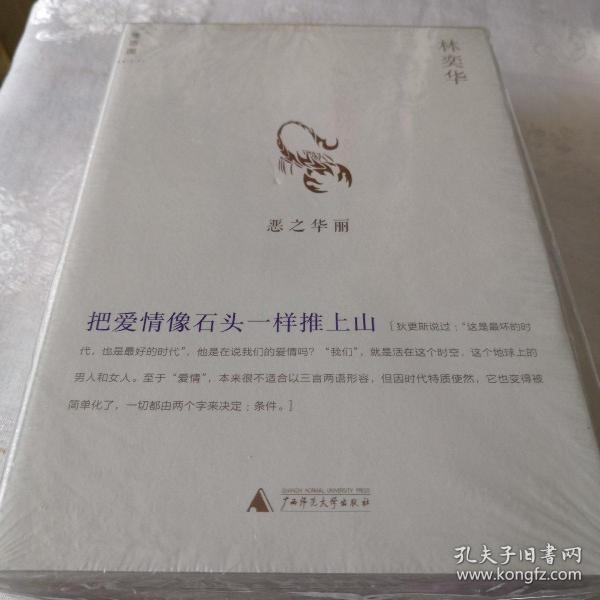 林奕华
恶之华丽
把爱情像石头一样推上山 [狄更斯说过：“这是最坏的时
代，也是最好的时代”，他是在说我们的爱情吗？“我们”，就是活在这个时空，这个地球上的
男人和女人。至于“爱情”，本来很不适合以三言两语形容，但因时代特质使然，它也变得被
简单化了，一切都由两个字来决定：条件。]
GUANGXI NORMAL UNIVERSITY PRESS
广西师范大学出版社
孔夫子旧书网
www.kongfz.com